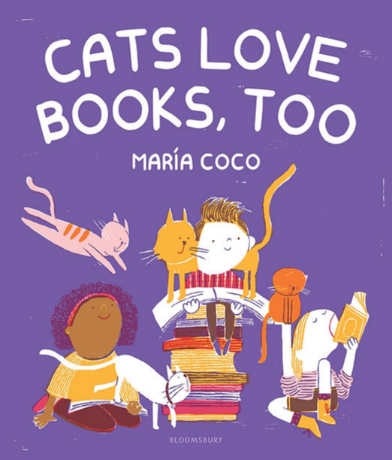 CATS LOVE
BOOKS, TOO
MARÍA COCO
BLOOMSBURY